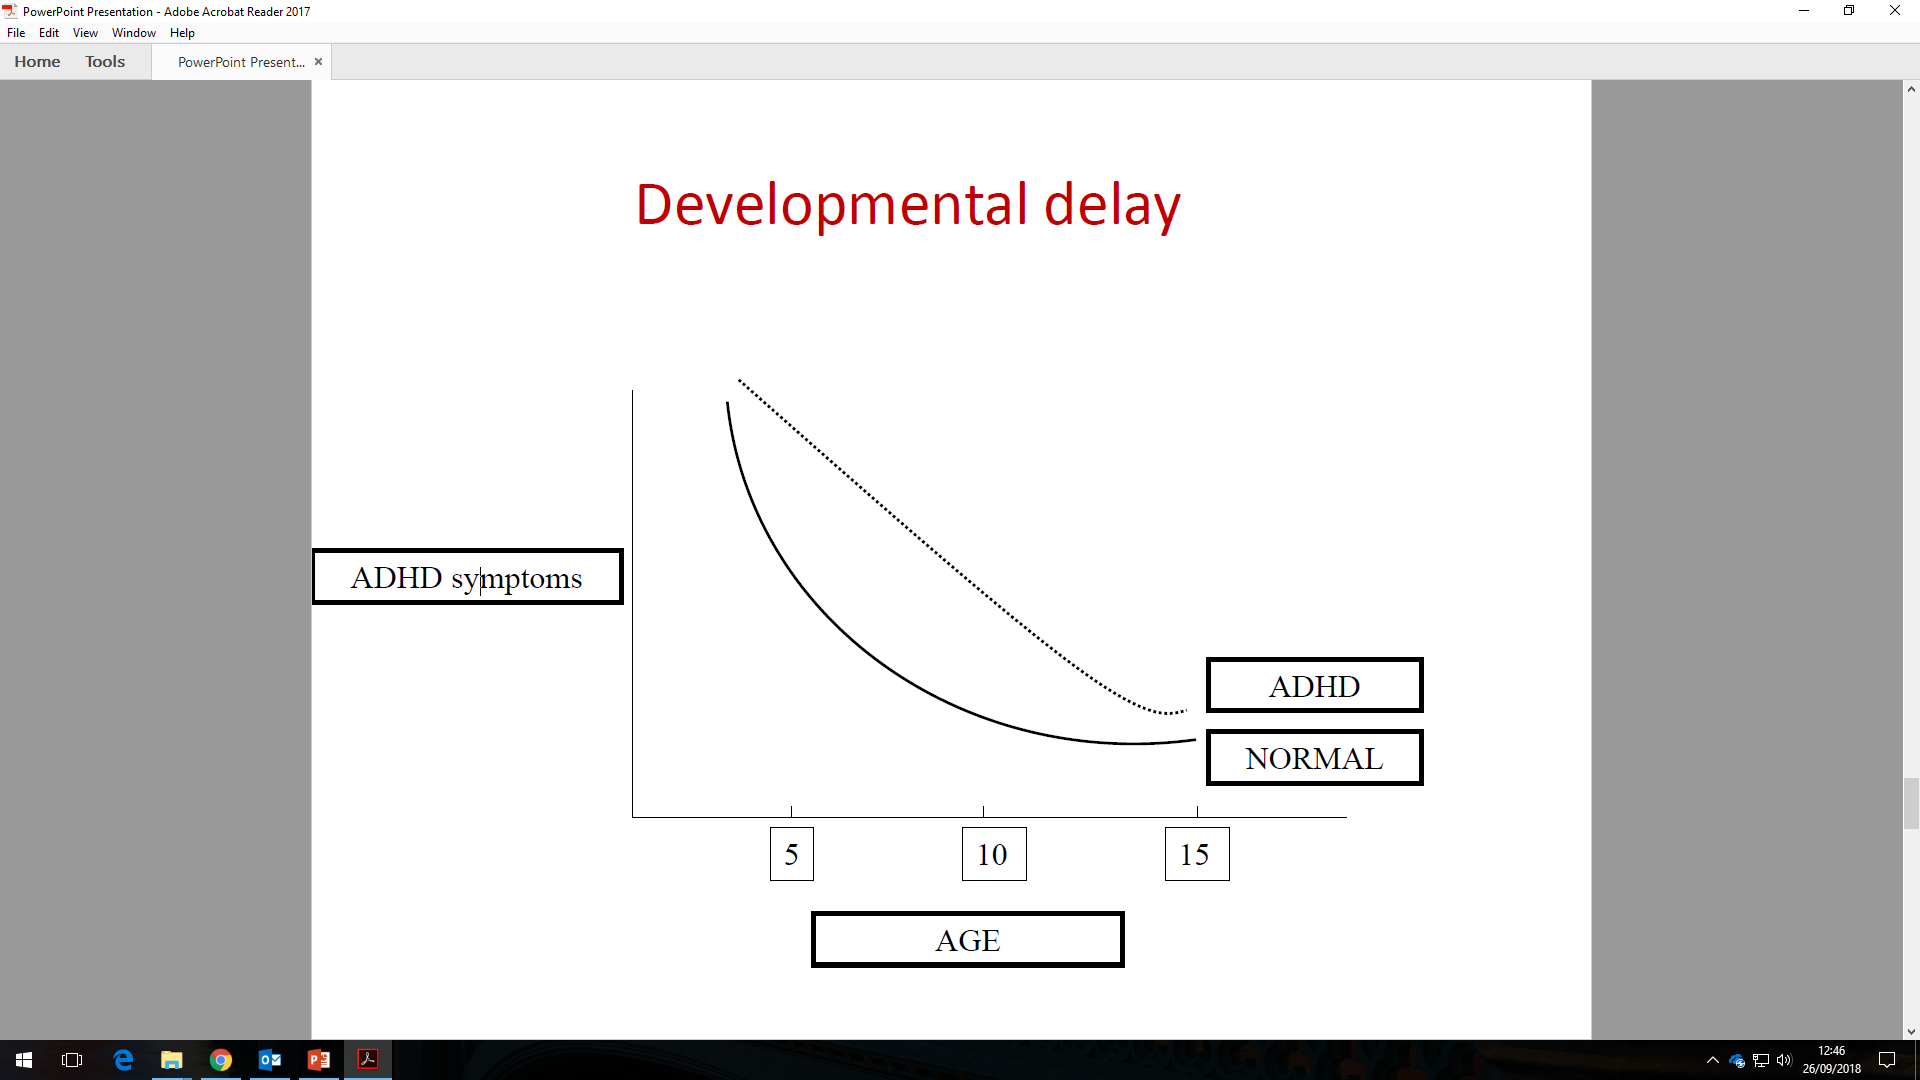 PowerPoint Presentation - Adobe Acrobat Reader 2017
File Edit View Window Help
Home Tools PowerPoint Present...
Developmental delay
ADHD symptoms
ADHD
NORMAL
5 10 15
AGE
12:46
26/09/2018